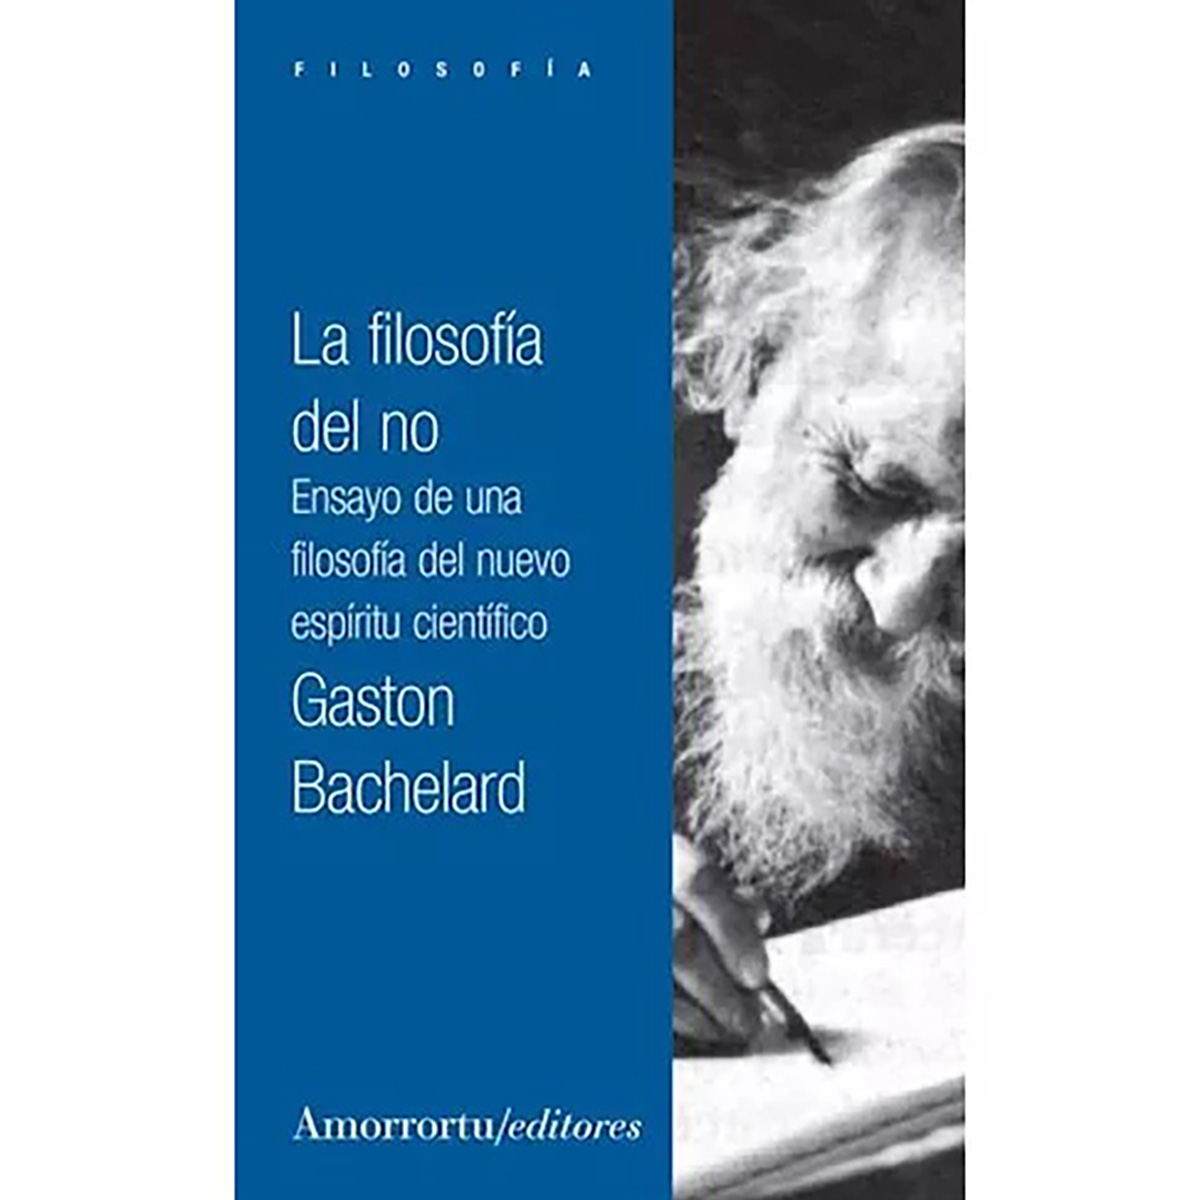 FILOSOFÍA
La filosofía
del no
Ensayo de una
filosofía del nuevo
espíritu científico
Gaston
Bachelard
Amorrortu/editores